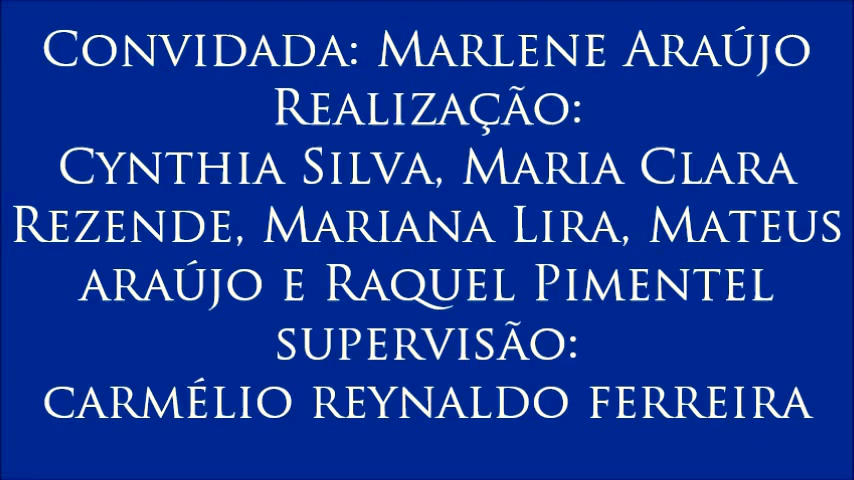 Convidada: Marlene Araújo
Realização:
Cynthia Silva, Maria Clara
Rezende, Mariana Lira, Mateus
araújo e Raquel Pimentel
supervisão:
carmélio reynaldo ferreira